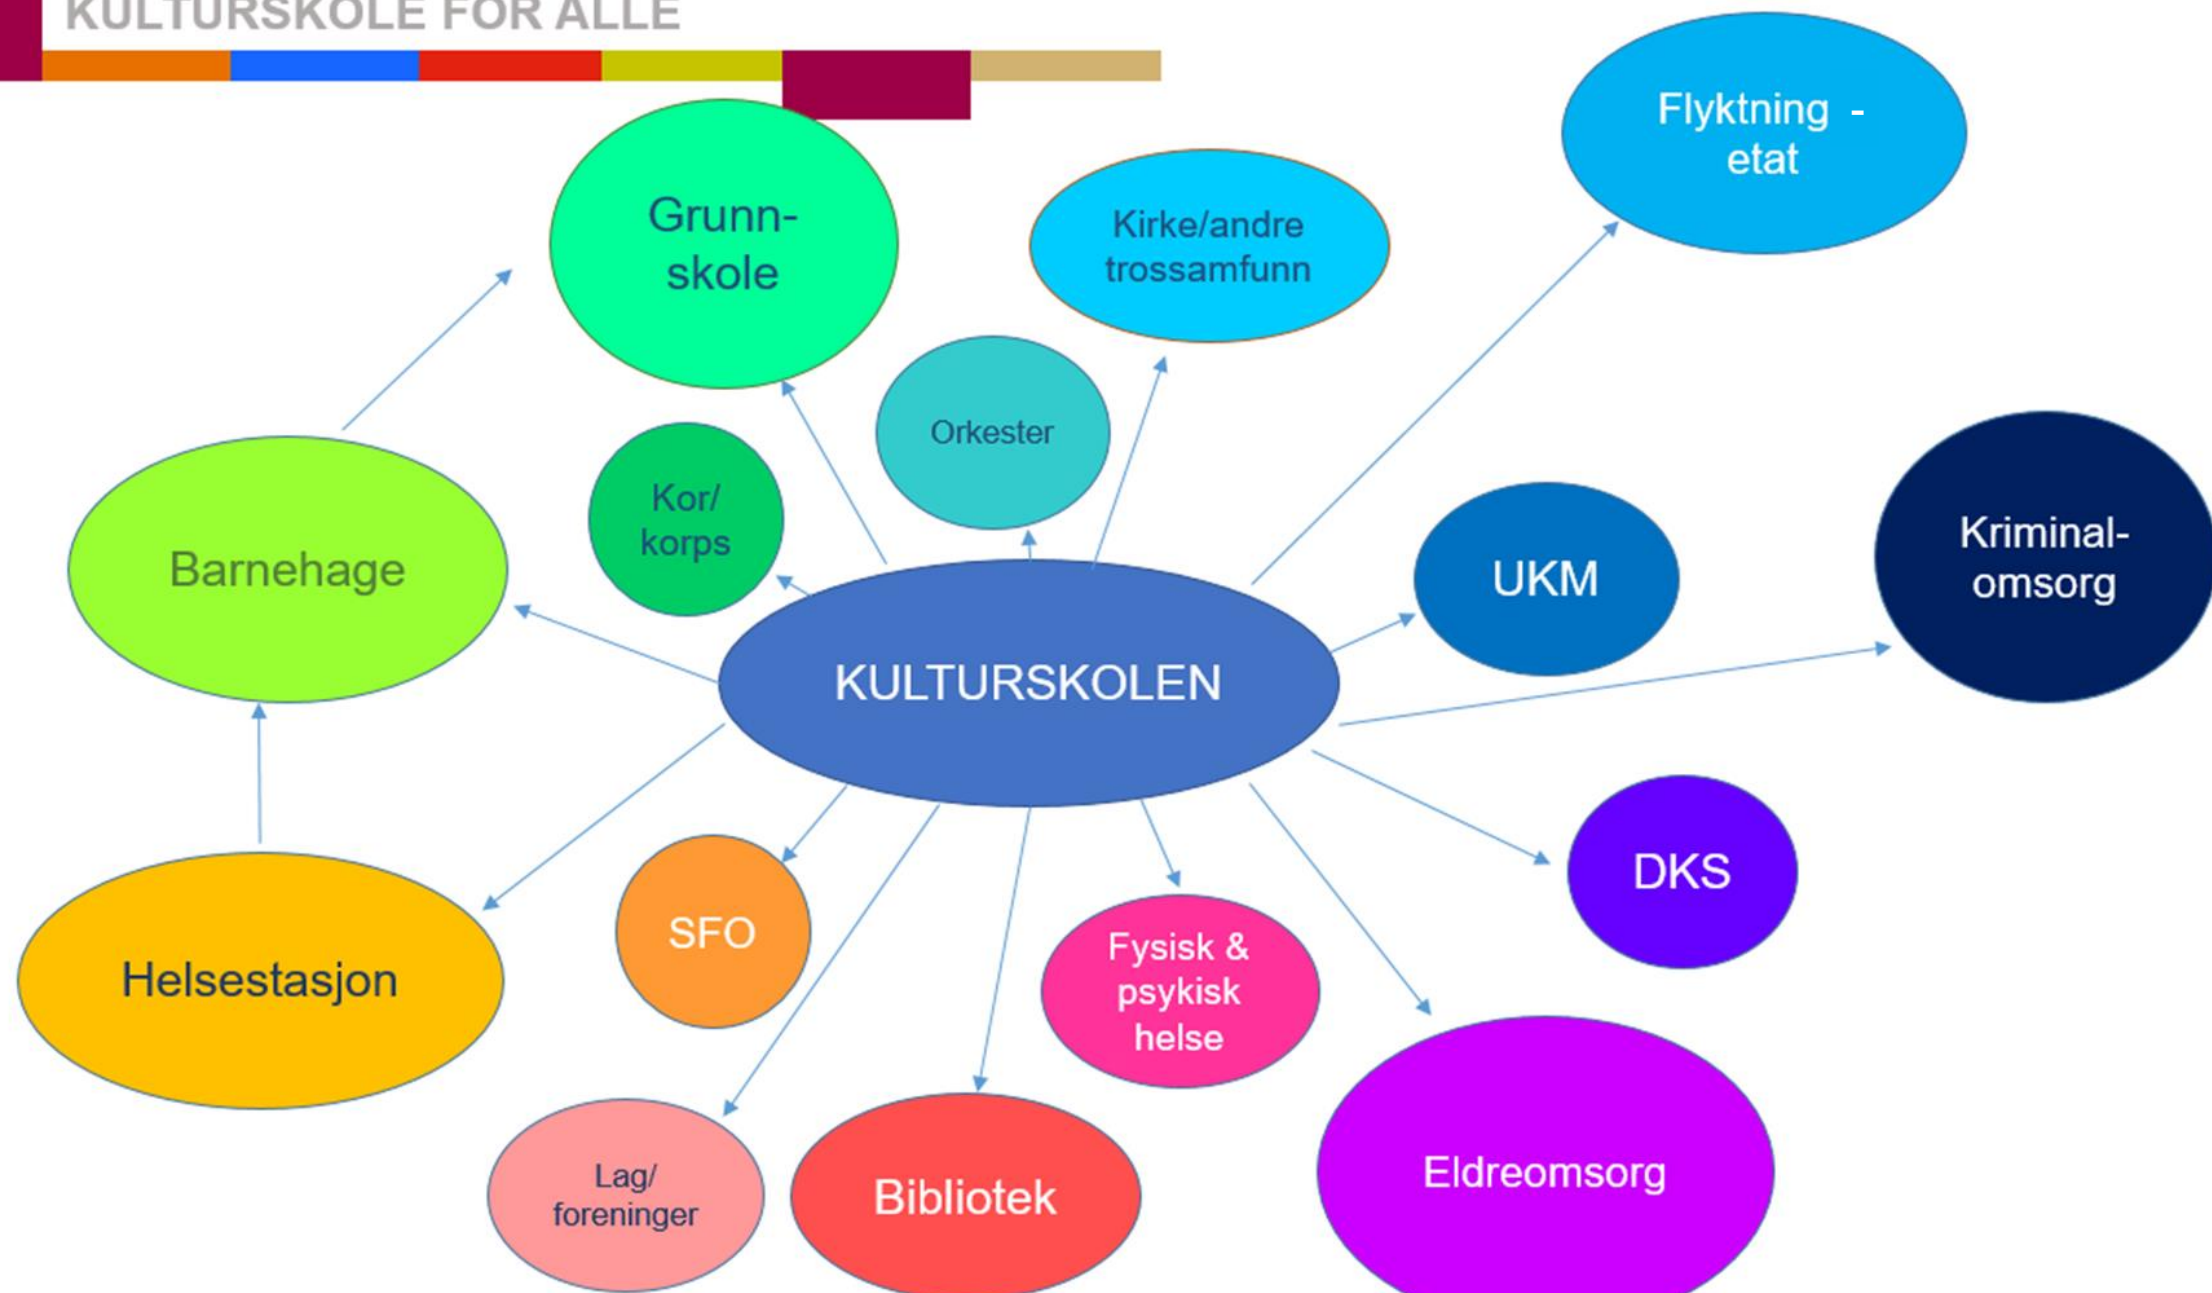 KULTURSKOLE FOR ALLE
Flyktning -
etat
Grunn-
skole
Kirke/andre
trossamfunn
Orkester
Kor/
korps
Barnehage
UKM
Kriminal-
omsorg
KULTURSKOLEN
DKS
SFO
Fysisk &
psykisk
helse
Helsestasjon
Lag/
foreninger
Bibliotek
Eldreomsorg